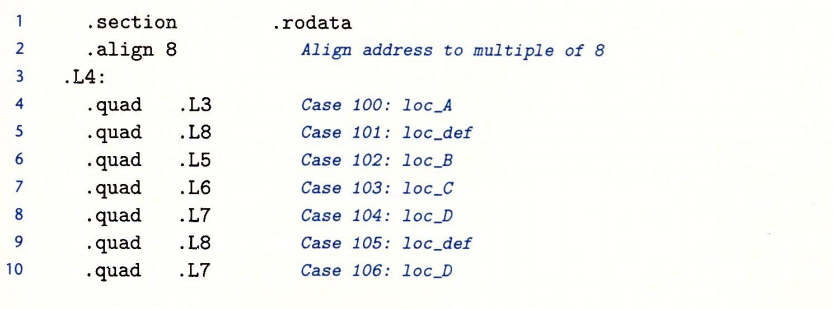 1 .section .rodata
2 .align 8 Align address to multiple of 8
3 .L4:
4 .quad .L3 Case 100: loc_A
5 .quad .L8 Case 101: loc_def
6 .quad .L5 Case 102: loc_B
7 .quad .L6 Case 103: loc_C
8 .quad .L7 Case 104: loc_D
9 .quad .L8 Case 105: loc_def
10 .quad .L7 Case 106: loc_D